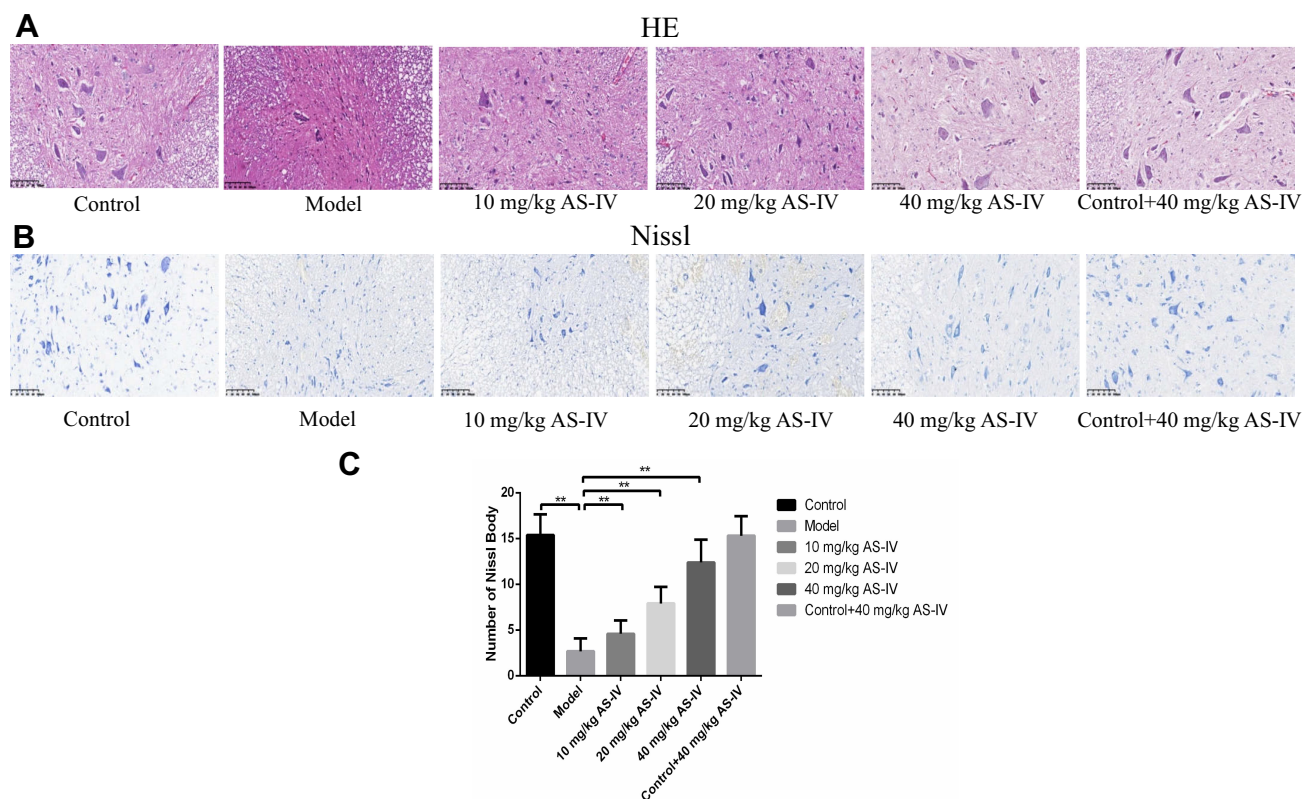 A
HE
Control
Model
10 mg/kg AS-IV
20 mg/kg AS-IV
40 mg/kg AS-IV
Control+40 mg/kg AS-IV
B
Nissl
Control
Model
10 mg/kg AS-IV
20 mg/kg AS-IV
40 mg/kg AS-IV
Control+40 mg/kg AS-IV
C
**
**
**
**
Number of Nissl Body
20
15
10
5
0
Control
Model
10 mg/kg AS-IV
20 mg/kg AS-IV
40 mg/kg AS-IV
Control+40 mg/kg AS-IV
Control
Model
10 mg/kg AS-IV
20 mg/kg AS-IV
40 mg/kg AS-IV
Control+40 mg/kg AS-IV